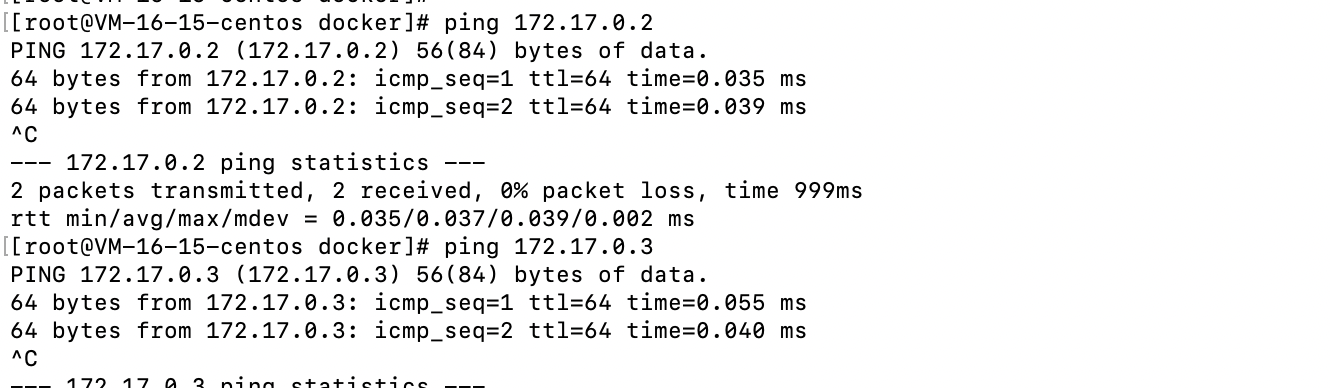 [[root@VM-16-15-centos docker]# ping 172.17.0.2
PING 172.17.0.2 (172.17.0.2) 56(84) bytes of data.
64 bytes from 172.17.0.2: icmp_seq=1 ttl=64 time=0.035 ms
64 bytes from 172.17.0.2: icmp_seq=2 ttl=64 time=0.039 ms
^C
--- 172.17.0.2 ping statistics ---
2 packets transmitted, 2 received, 0% packet loss, time 999ms
rtt min/avg/max/mdev = 0.035/0.037/0.039/0.002 ms
[[root@VM-16-15-centos docker]# ping 172.17.0.3
PING 172.17.0.3 (172.17.0.3) 56(84) bytes of data.
64 bytes from 172.17.0.3: icmp_seq=1 ttl=64 time=0.055 ms
64 bytes from 172.17.0.3: icmp_seq=2 ttl=64 time=0.040 ms
^C
--- 172.17.0.3 ping statistics ---